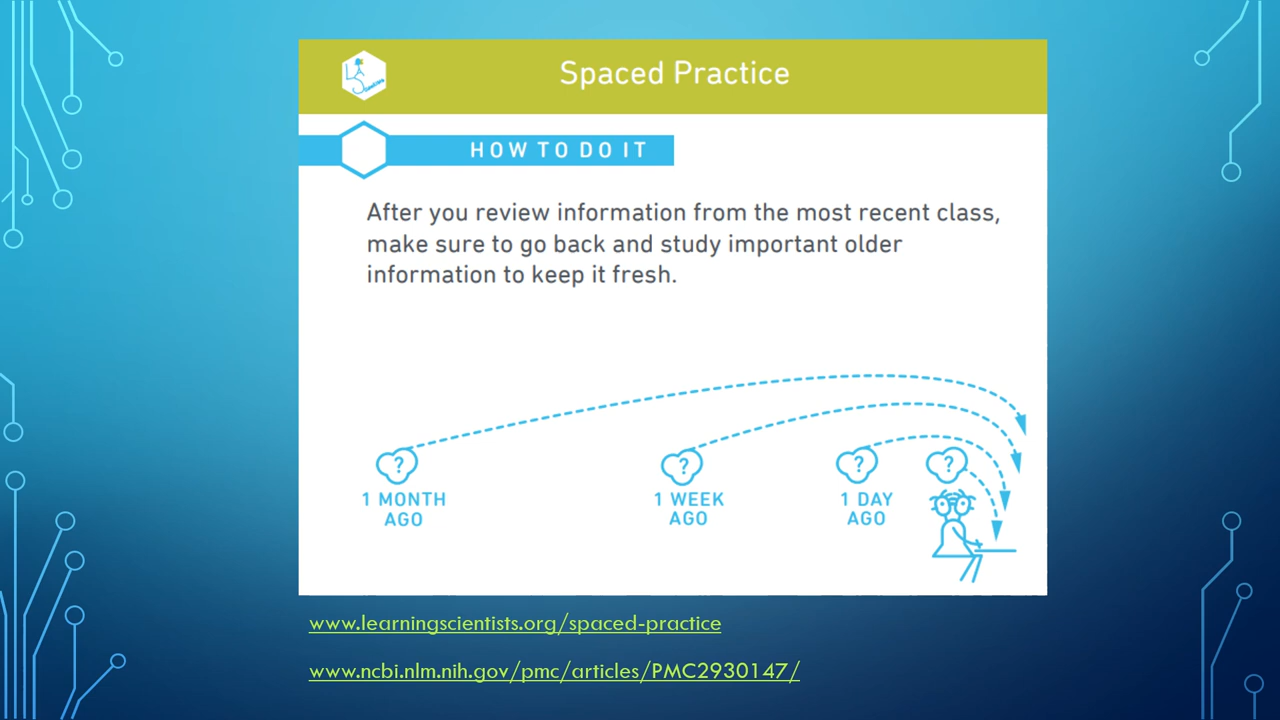 Spaced Practice
HOW TO DO IT
After you review information from the most recent class,
make sure to go back and study important older
information to keep it fresh.
?
?
?
?
1 MONTH
AGO
1 WEEK
AGO
1 DAY
AGO
www.learningscientists.org/spaced-practice
www.ncbi.nlm.nih.gov/pmc/articles/PMC2930147/